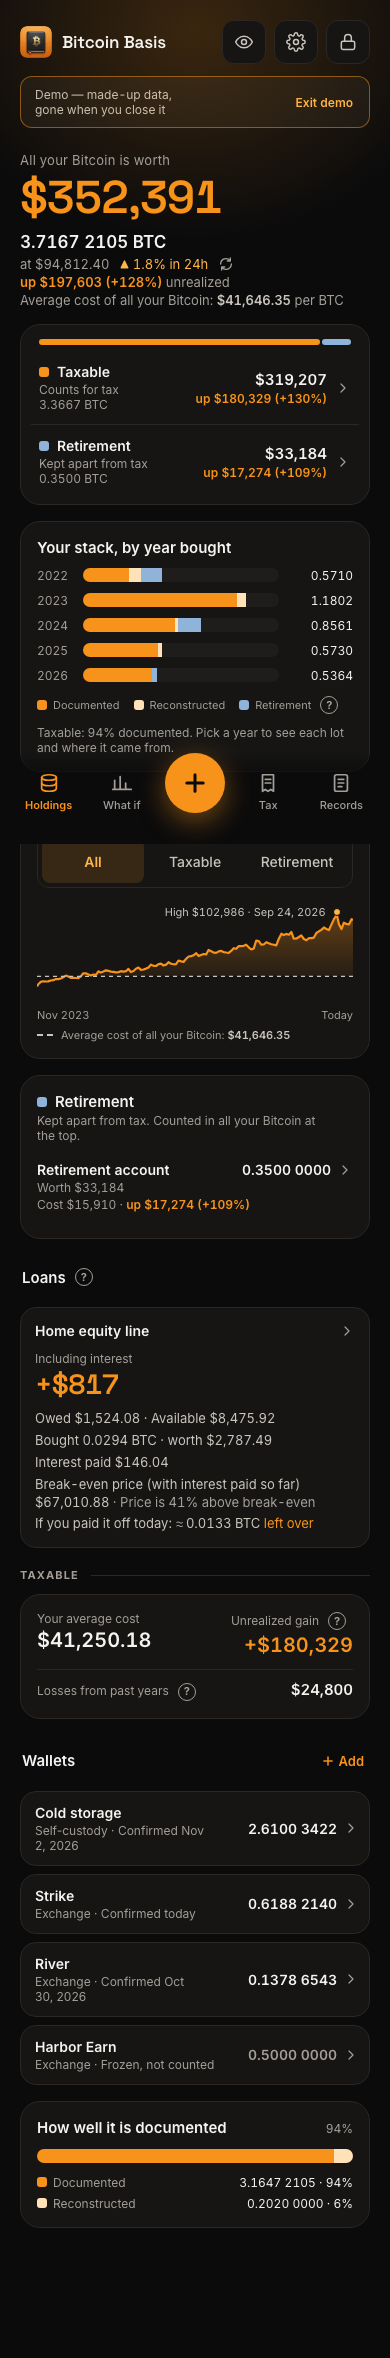 Bitcoin Basis
Demo — made-up data,
gone when you close it
Exit demo
All your Bitcoin is worth
$352,391
3.7167 2105 BTC
at $94,812.40 ▲ 1.8% in 24h
up $197,603 (+128%) unrealized
Average cost of all your Bitcoin: $41,646.35 per BTC
Taxable
Counts for tax
3.3667 BTC
$319,207
up $180,329 (+130%)
Retirement
Kept apart from tax
0.3500 BTC
$33,184
up $17,274 (+109%)
Your stack, by year bought
2022 0.5710
2023 1.1802
2024 0.8561
2025 0.5730
2026 0.5364
Documented Reconstructed Retirement ?
Taxable: 94% documented. Pick a year to see each lot
and where it came from.
Holdings What if + Tax Records
All Taxable Retirement
High $102,986 · Sep 24, 2026
Nov 2023 Today
Average cost of all your Bitcoin: $41,646.35
Retirement
Kept apart from tax. Counted in all your Bitcoin at
the top.
Retirement account 0.3500 0000
Worth $33,184
Cost $15,910 · up $17,274 (+109%)
Loans ?
Home equity line
Including interest
+$817
Owed $1,524.08 · Available $8,475.92
Bought 0.0294 BTC · worth $2,787.49
Interest paid $146.04
Break-even price (with interest paid so far)
$67,010.88 · Price is 41% above break-even
If you paid it off today: ≈ 0.0133 BTC left over
TAXABLE
Your average cost
$41,250.18
Unrealized gain ?
+$180,329
Losses from past years ? $24,800
Wallets + Add
Cold storage
Self-custody · Confirmed Nov
2, 2026
2.6100 3422
Strike
Exchange · Confirmed today
0.6188 2140
River
Exchange · Confirmed Oct
30, 2026
0.1378 6543
Harbor Earn
Exchange · Frozen, not counted
0.5000 0000
How well it is documented 94%
Documented 3.1647 2105 · 94%
Reconstructed 0.2020 0000 · 6%